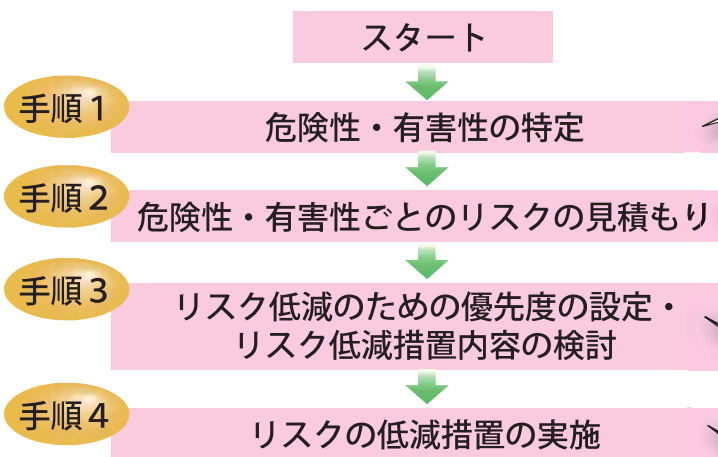 スタート
手順1
危険性・有害性の特定
手順2
危険性・有害性ごとのリスクの見積もり
手順3
リスク低減のための優先度の設定・
リスク低減措置内容の検討
手順4
リスクの低減措置の実施